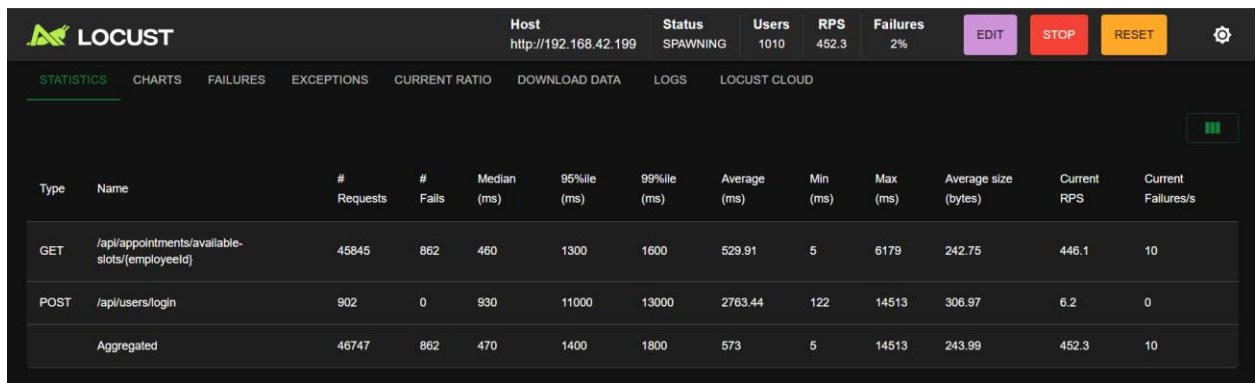 LOCUST
Host
http://192.168.42.199
Status
SPAWNING
Users
1010
RPS
452.3
Failures
2%
EDIT
STOP
RESET
STATISTICS CHARTS FAILURES EXCEPTIONS CURRENT RATIO DOWNLOAD DATA LOGS LOCUST CLOUD
Type Name # Requests # Fails Median (ms) 95%ile (ms) 99%ile (ms) Average (ms) Min (ms) Max (ms) Average size (bytes) Current RPS Current Failures/s
GET /api/appointments/available-slots/{employeeId} 45845 862 460 1300 1600 529.91 5 6179 242.75 446.1 10
POST /api/users/login 902 0 930 11000 13000 2763.44 122 14513 306.97 6.2 0
Aggregated 46747 862 470 1400 1800 573 5 14513 243.99 452.3 10